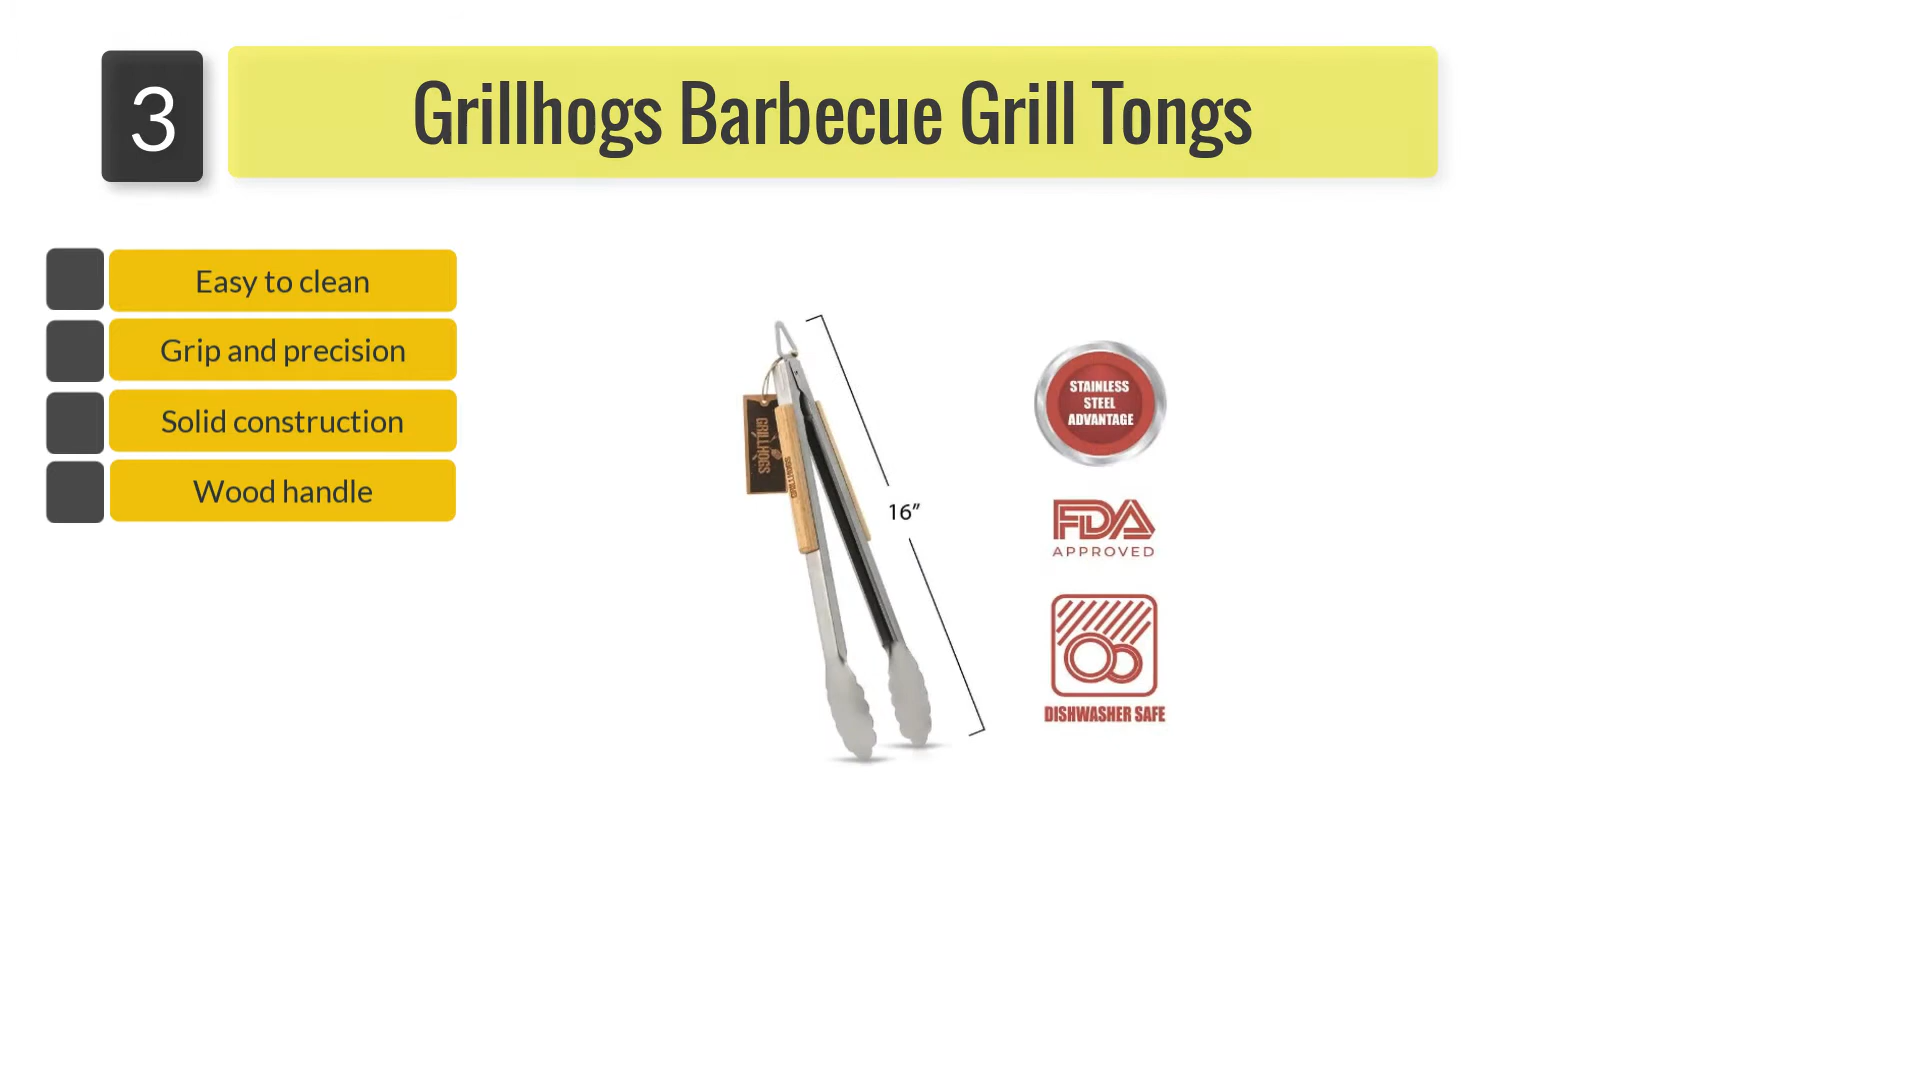 3
Grillhogs Barbecue Grill Tongs
Easy to clean
Grip and precision
Solid construction
Wood handle
GRILLHOGS
16”
STAINLESS
STEEL
ADVANTAGE
FDA
APPROVED
DISHWASHER SAFE